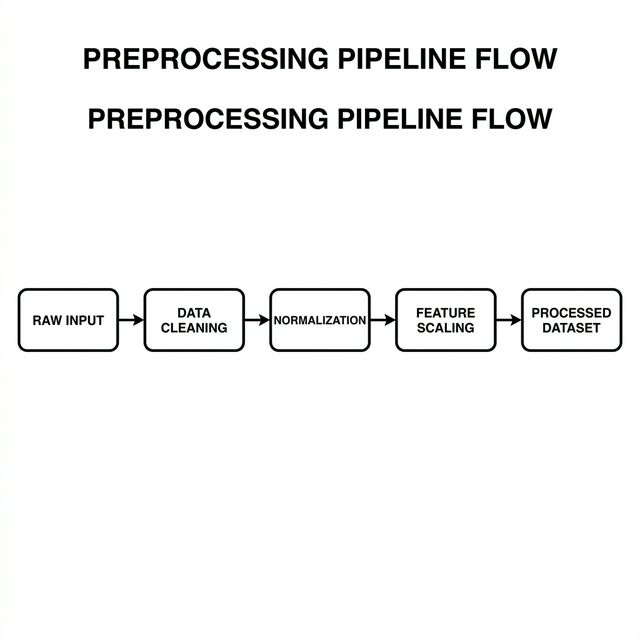 PREPROCESSING PIPELINE FLOW
PREPROCESSING PIPELINE FLOW
RAW INPUT
DATA
CLEANING
NORMALIZATION
FEATURE
SCALING
PROCESSED
DATASET